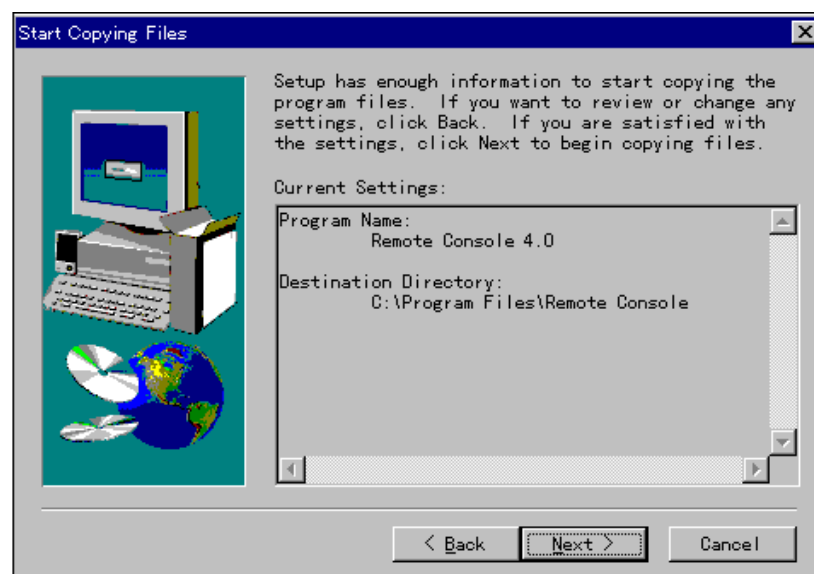 Start Copying Files
Setup has enough information to start copying the
program files.  If you want to review or change any
settings, click Back.  If you are satisfied with
the settings, click Next to begin copying files.
Current Settings:
Program Name:
Remote Console 4.0
Destination Directory:
C:\Program Files\Remote Console
< Back
Next >
Cancel